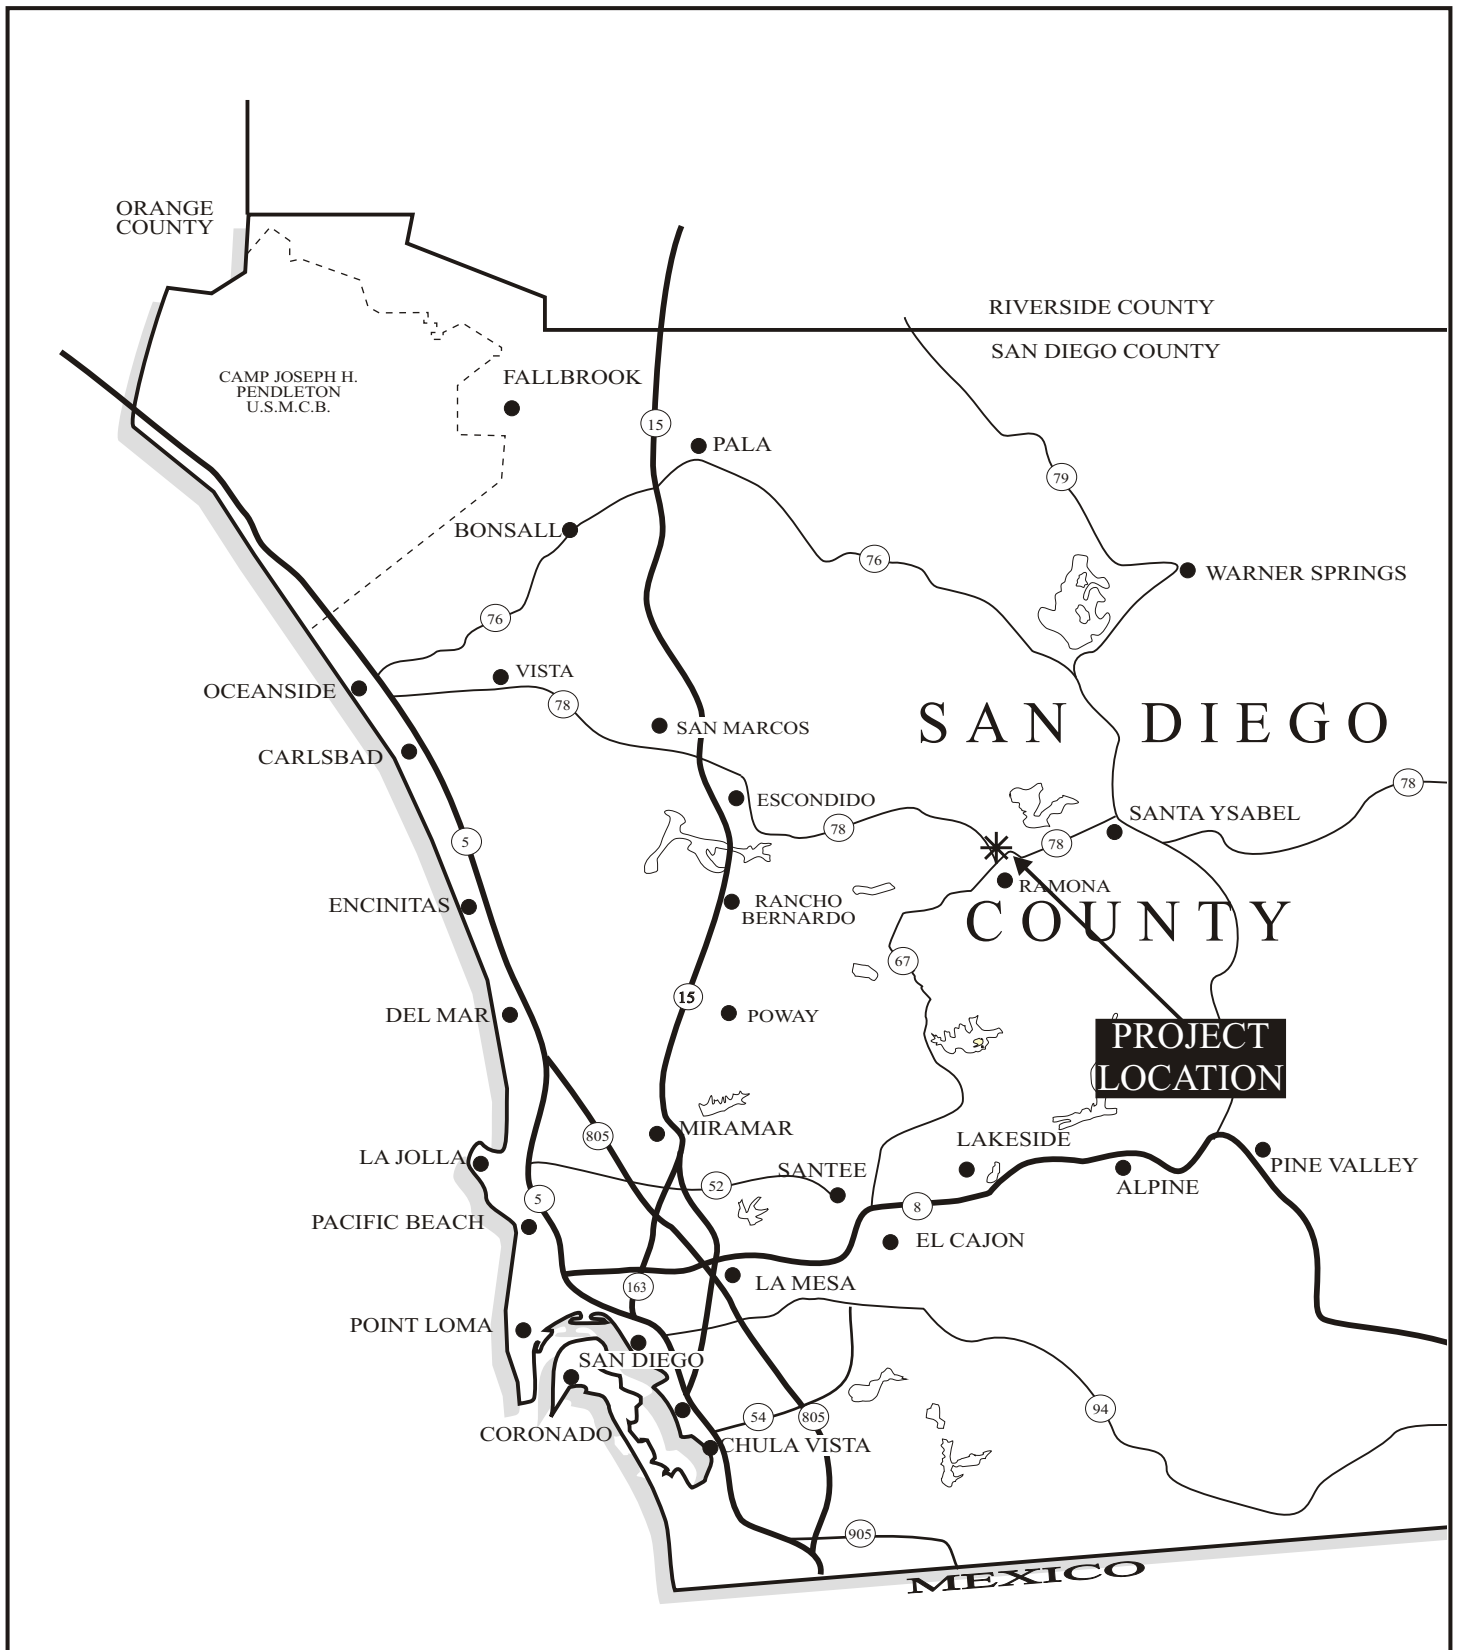 ORANGE
COUNTY
RIVERSIDE COUNTY
SAN DIEGO COUNTY
CAMP JOSEPH H.
PENDLETON
U.S.M.C.B.
FALLBROOK
15
PALA
79
BONSALL
76
WARNER SPRINGS
76
VISTA
OCEANSIDE
78
SAN MARCOS
SAN DIEGO
CARLSBAD
78
ESCONDIDO
SANTA YSABEL
78
5
78
RAMONA
ENCINITAS
RANCHO
BERNARDO
COUNTY
67
15
DEL MAR
POWAY
PROJECT
LOCATION
805
MIRAMAR
LAKESIDE
LA JOLLA
SANTEE
PINE VALLEY
52
ALPINE
5
8
PACIFIC BEACH
EL CAJON
163
LA MESA
POINT LOMA
SAN DIEGO
94
54
805
CORONADO
CHULA VISTA
905
MEXICO